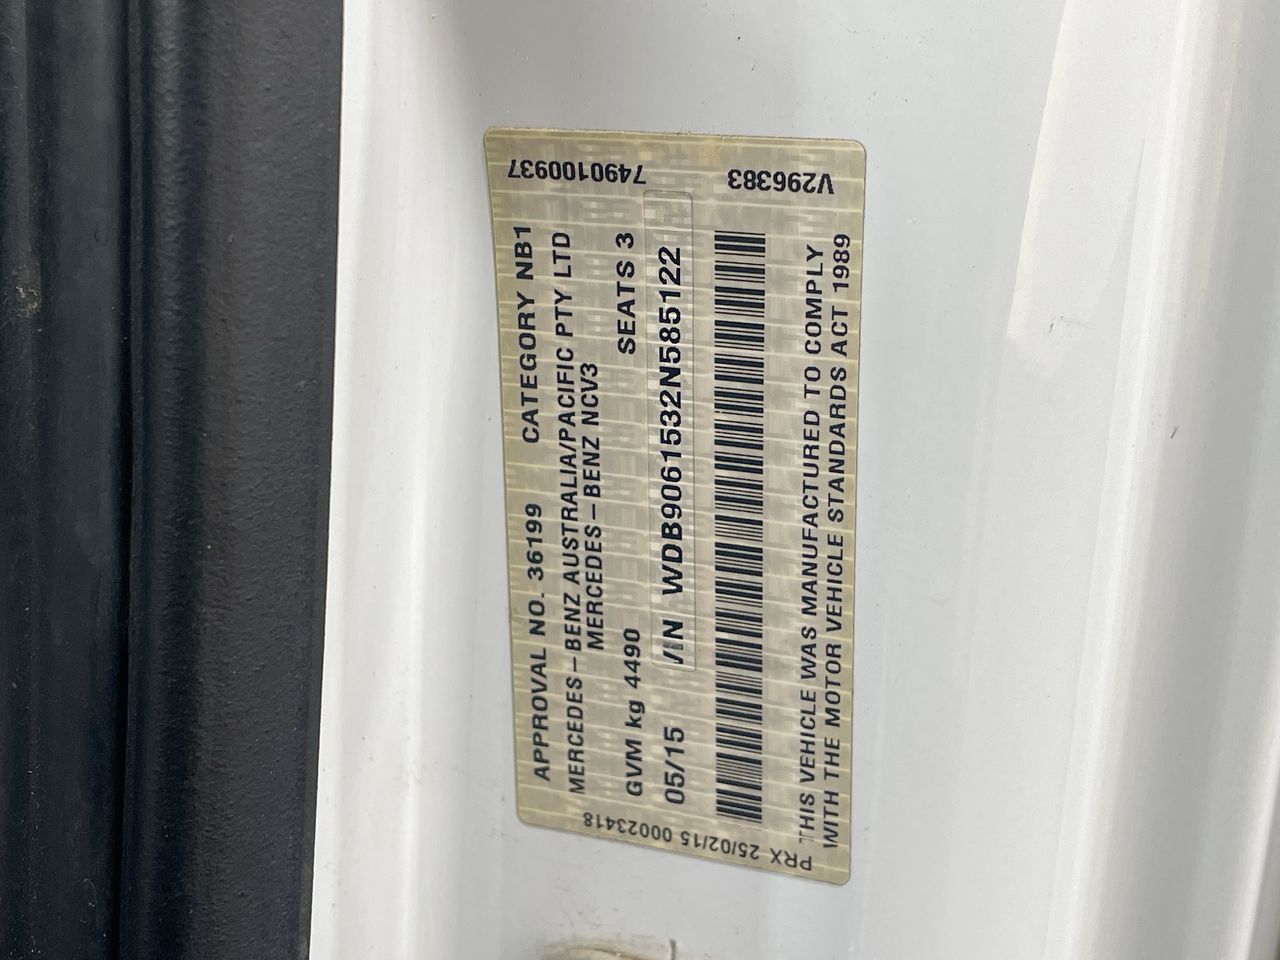 APPROVAL NO. 36199 CATEGORY NB1
MERCEDES-BENZ AUSTRALIA/PACIFIC PTY LTD
MERCEDES-BENZ NCV3
GVM kg 4490 SEATS 3
05/15 VIN WDB9061532N585122
THIS VEHICLE WAS MANUFACTURED TO COMPLY
WITH THE MOTOR VEHICLE STANDARDS ACT 1989
PRX 25/02/15 00023418
7490100937
V296383